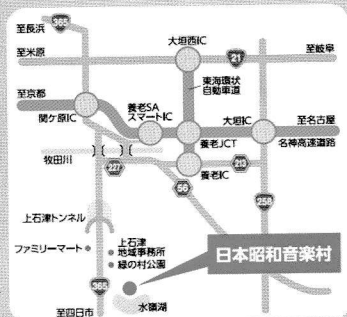 至長浜
365
大垣西IC
至米原
21
至岐阜
東海環状
自動車道
至京都
養老SA
スマートIC
大垣IC
至名古屋
関ケ原IC
養老JCT
名神高速道路
牧田川
227
213
養老IC
56
258
上石津トンネル
ファミリーマート
上石津
地域事務所
緑の村公園
日本昭和音楽村
365
水嶺湖
至四日市